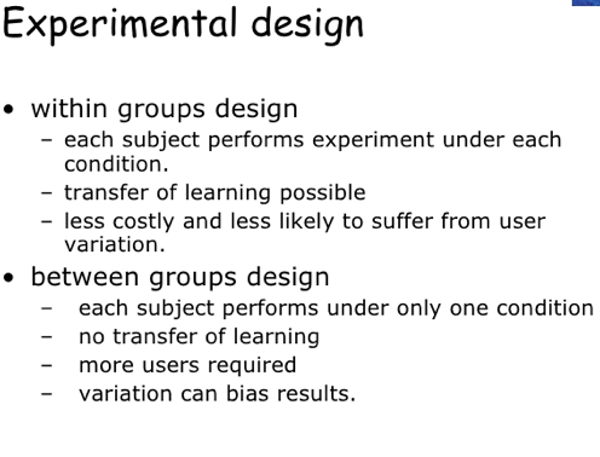 Experimental design
• within groups design
– each subject performs experiment under each
condition.
– transfer of learning possible
– less costly and less likely to suffer from user
variation.
• between groups design
– each subject performs under only one condition
– no transfer of learning
– more users required
– variation can bias results.